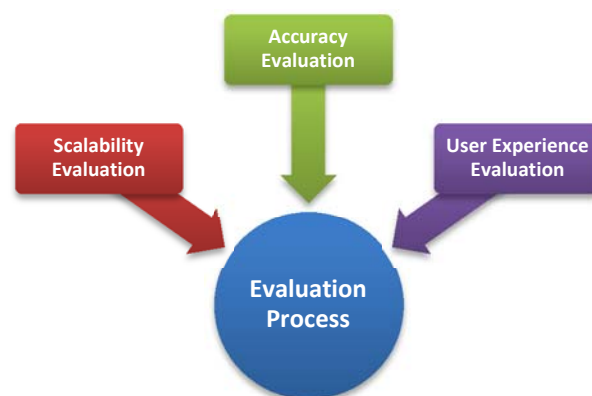 Accuracy
Evaluation
Scalability
Evaluation
User Experience
Evaluation
Evaluation
Process